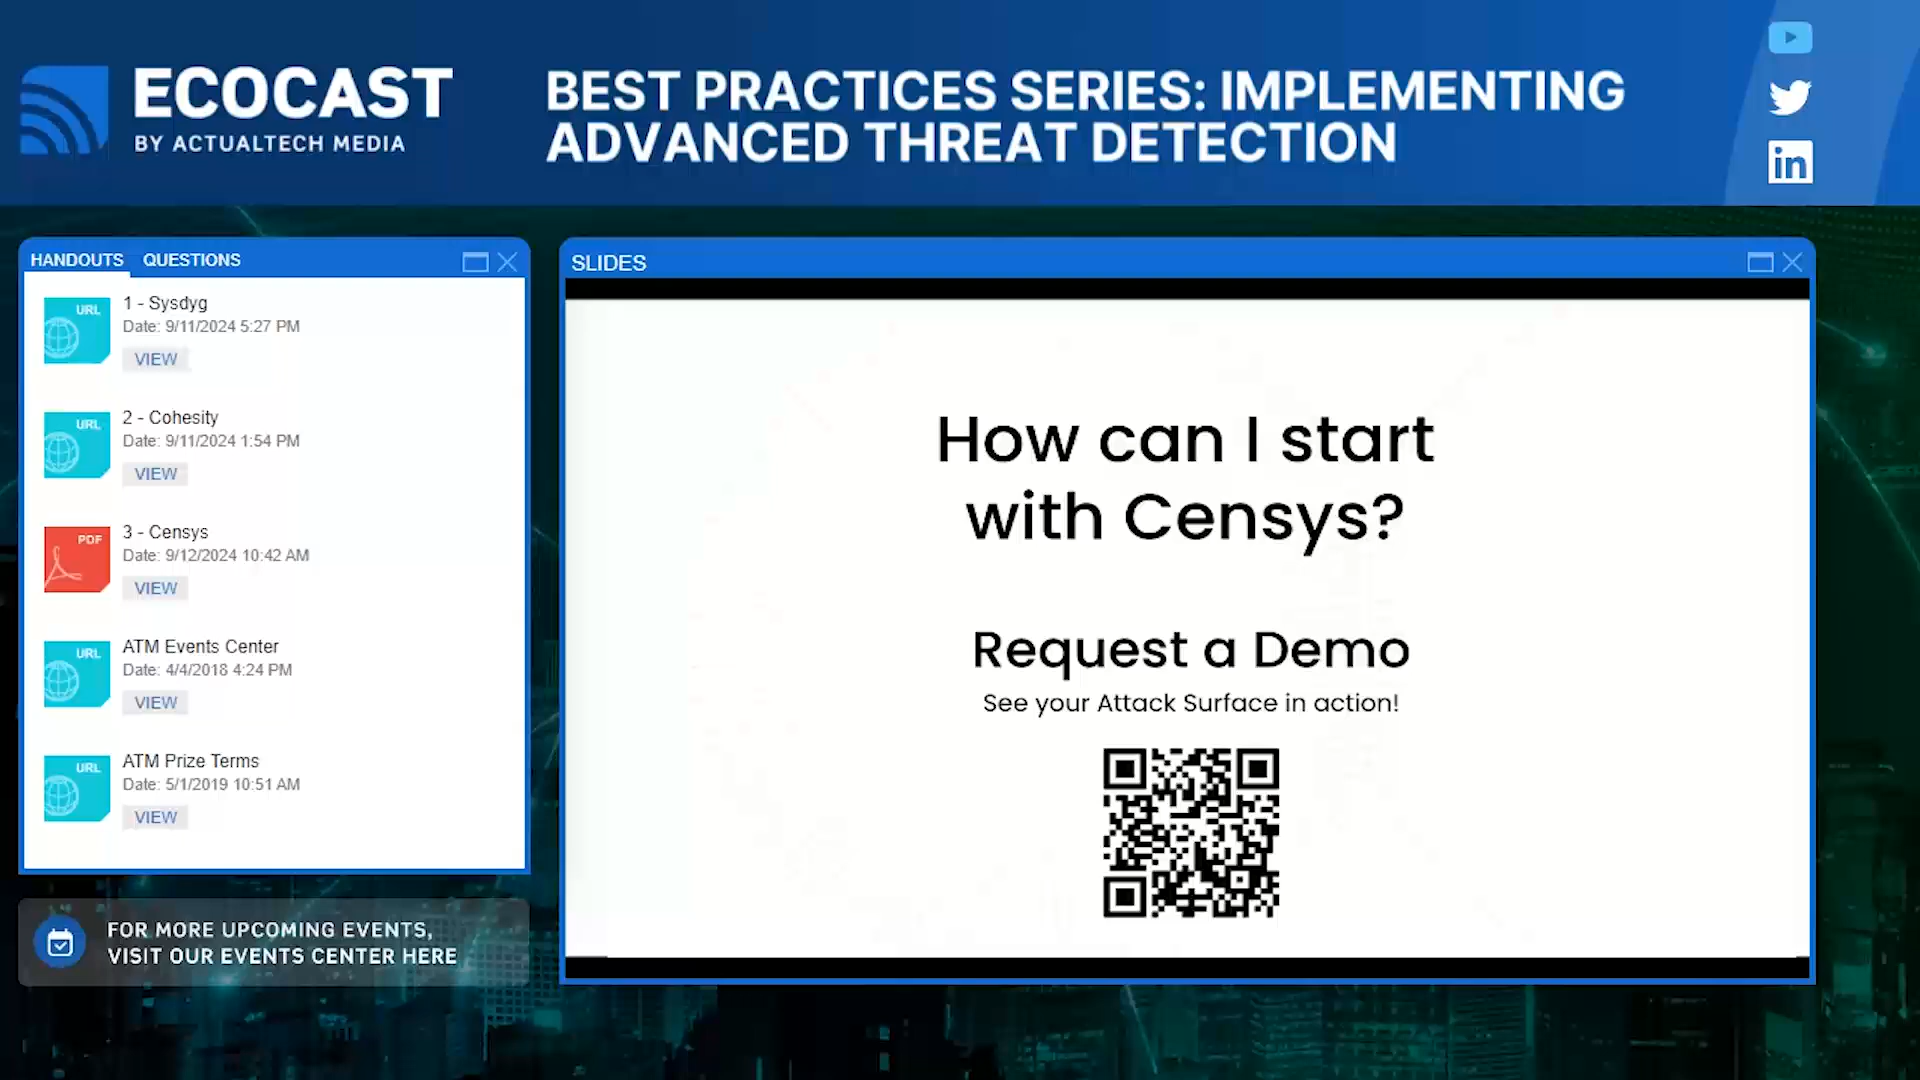 ECOCAST
BY ACTUALTECH MEDIA
BEST PRACTICES SERIES: IMPLEMENTING
ADVANCED THREAT DETECTION
in
HANDOUTS
QUESTIONS
URL
1 - Sysdyg
Date: 9/11/2024 5:27 PM
VIEW
URL
2 - Cohesity
Date: 9/11/2024 1:54 PM
VIEW
PDF
3 - Censys
Date: 9/12/2024 10:42 AM
VIEW
URL
ATM Events Center
Date: 4/4/2018 4:24 PM
VIEW
URL
ATM Prize Terms
Date: 5/1/2019 10:51 AM
VIEW
FOR MORE UPCOMING EVENTS,
VISIT OUR EVENTS CENTER HERE
SLIDES
How can I start
with Censys?
Request a Demo
See your Attack Surface in action!